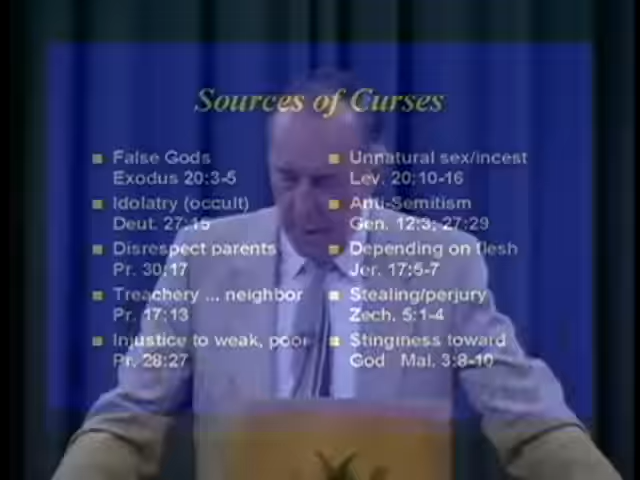 Sources of Curses
False Gods
Exodus 20:3-5
Idolatry (occult)
Deut. 27:15
Disrespect parents
Pr. 30:17
Treachery ... neighbor
Pr. 17:13
Injustice to weak, poor
Pr. 28:27
Unnatural sex/incest
Lev. 20:10-16
Anti-Semitism
Gen. 12:3; 27:29
Depending on flesh
Jer. 17:5-7
Stealing/perjury
Zech. 5:1-4
Stinginess toward
God Mal. 3:8-10